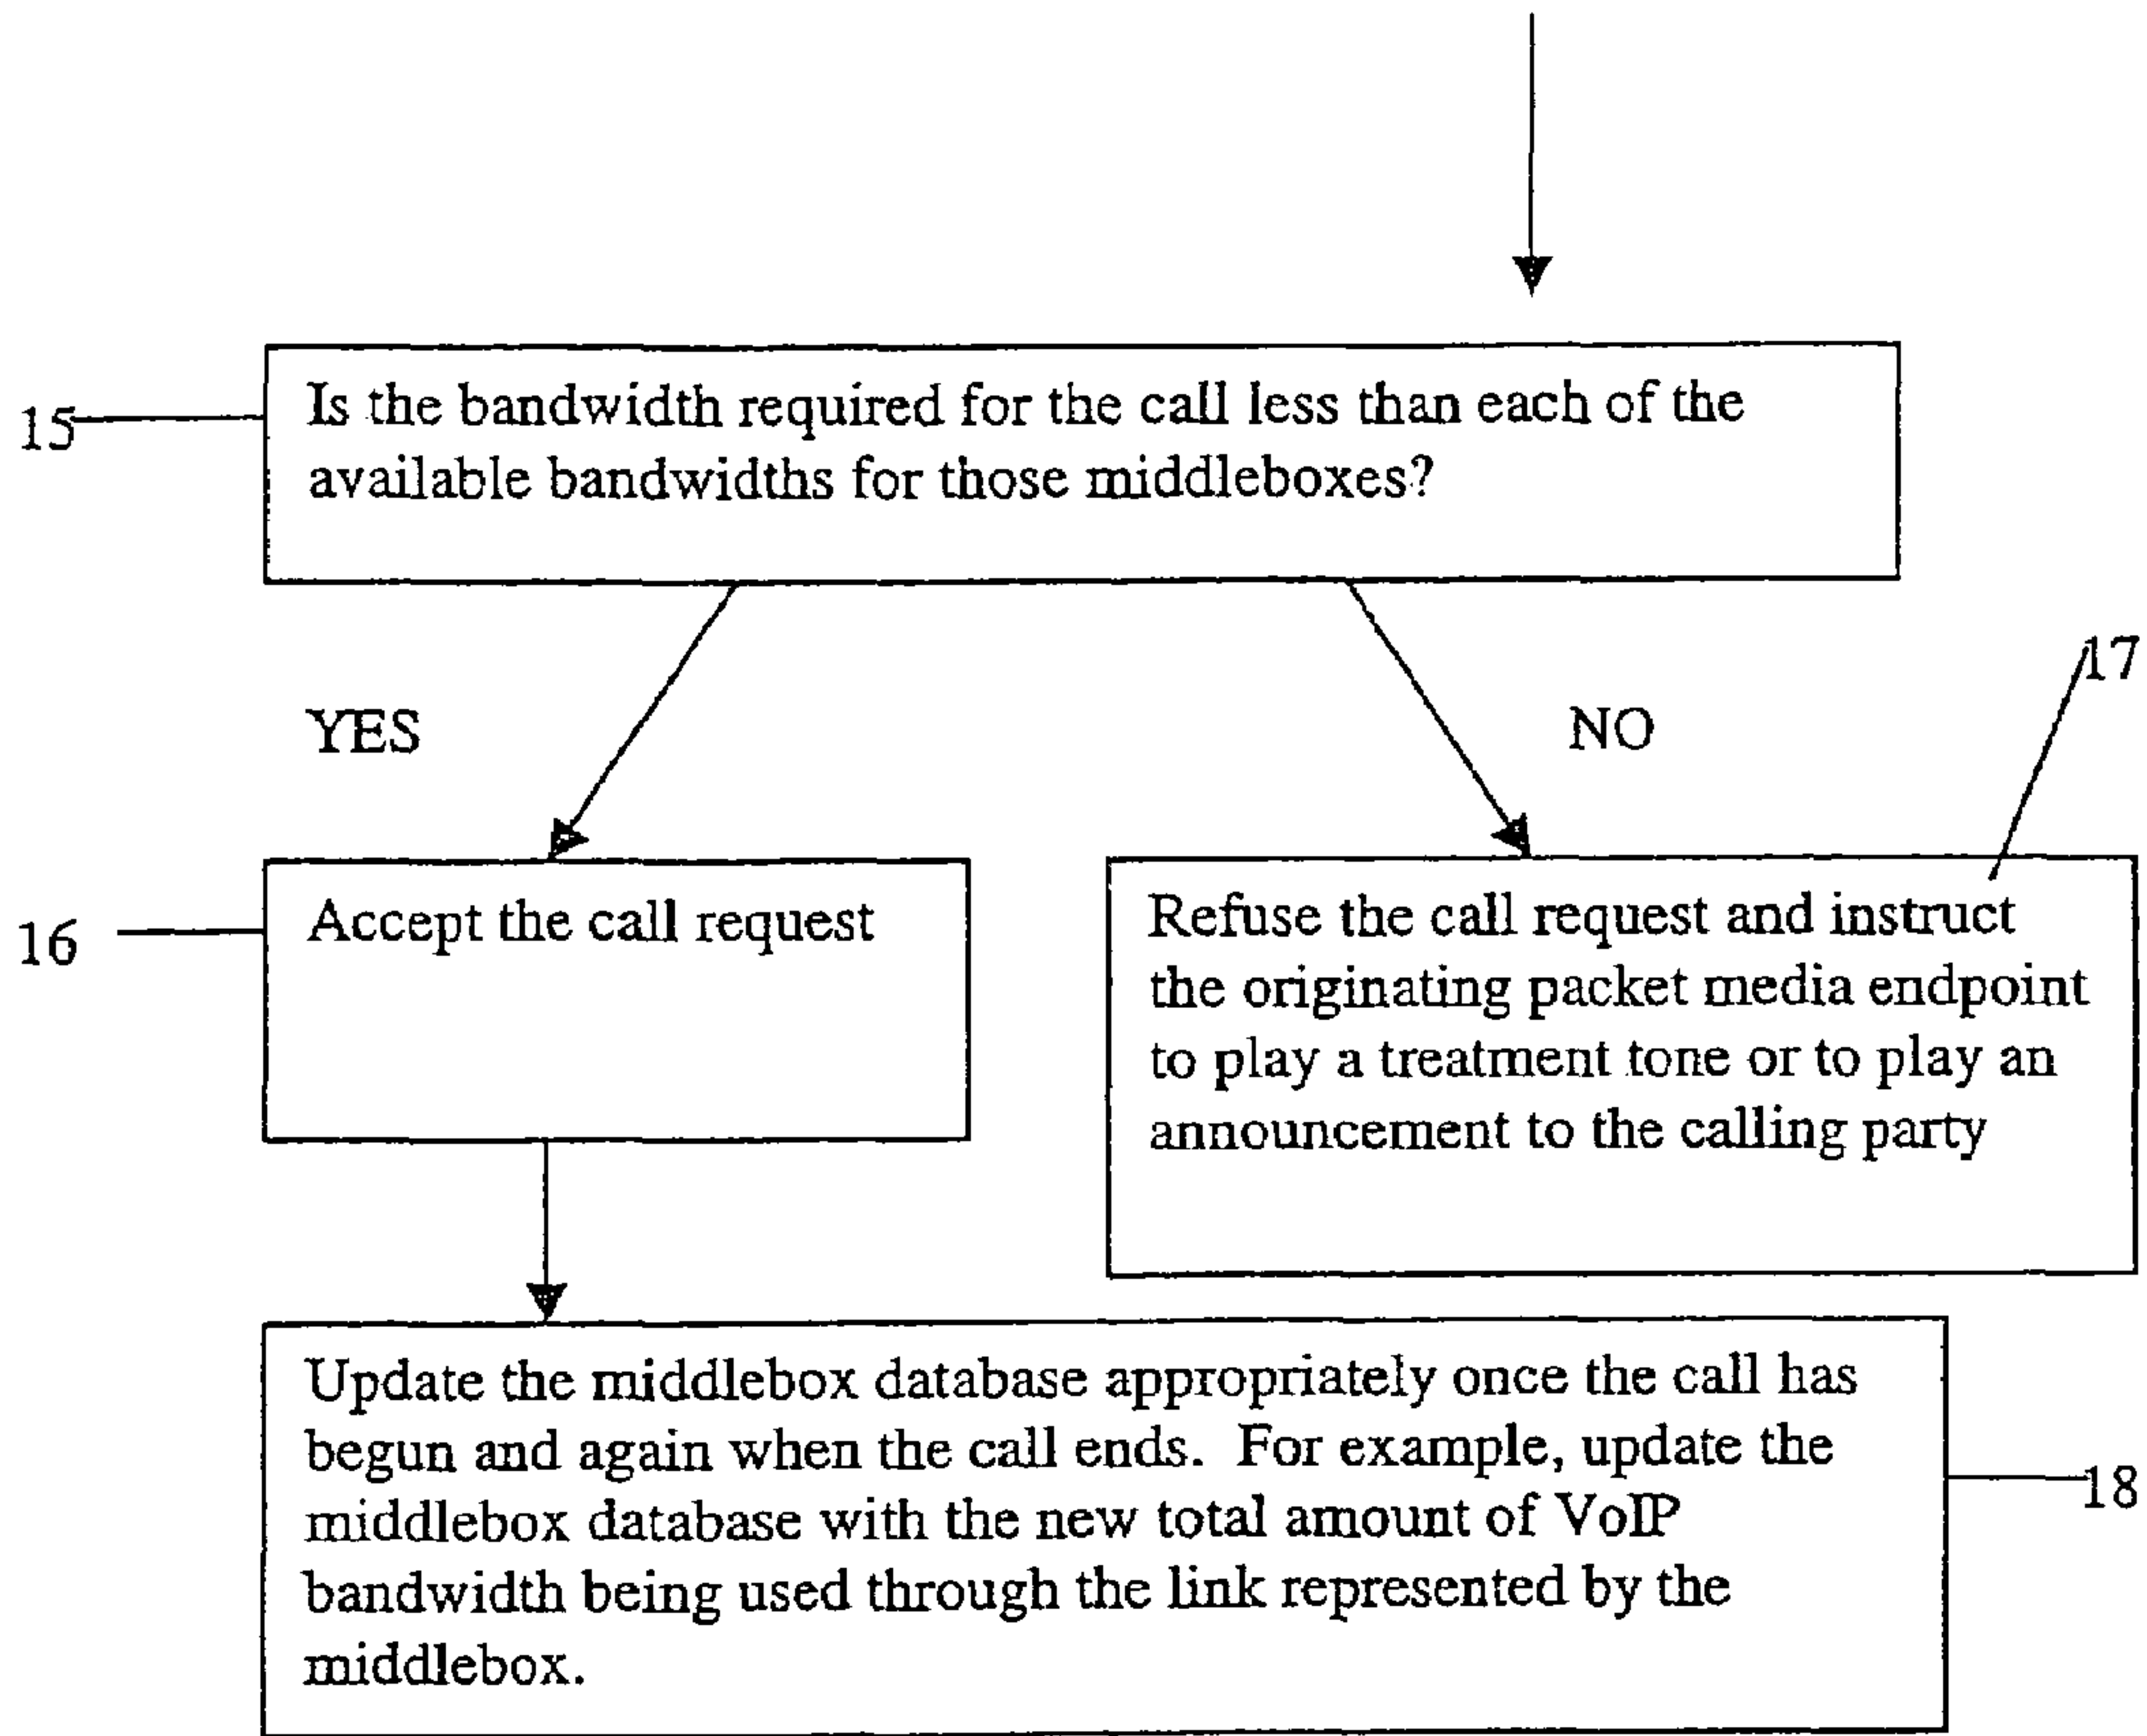 15
Is the bandwidth required for the call less than each of the
available bandwidths for those middleboxes?
YES
NO
17
16
Accept the call request
Refuse the call request and instruct
the originating packet media endpoint
to play a treatment tone or to play an
announcement to the calling party
Update the middlebox database appropriately once the call has
begun and again when the call ends. For example, update the
middlebox database with the new total amount of VoIP
bandwidth being used through the link represented by the
middlebox.
18